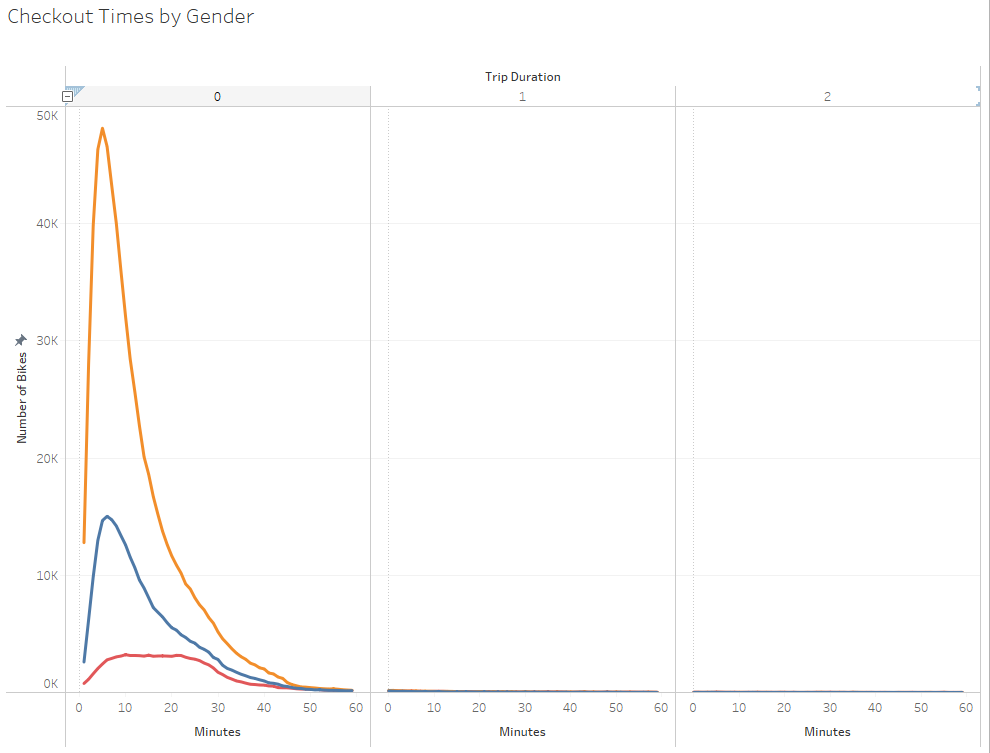 Checkout Times by Gender
Trip Duration
0 1 2
50K
40K
30K
20K
10K
0K
Number of Bikes
0 10 20 30 40 50 60 0 10 20 30 40 50 60 0 10 20 30 40 50 60
Minutes Minutes Minutes